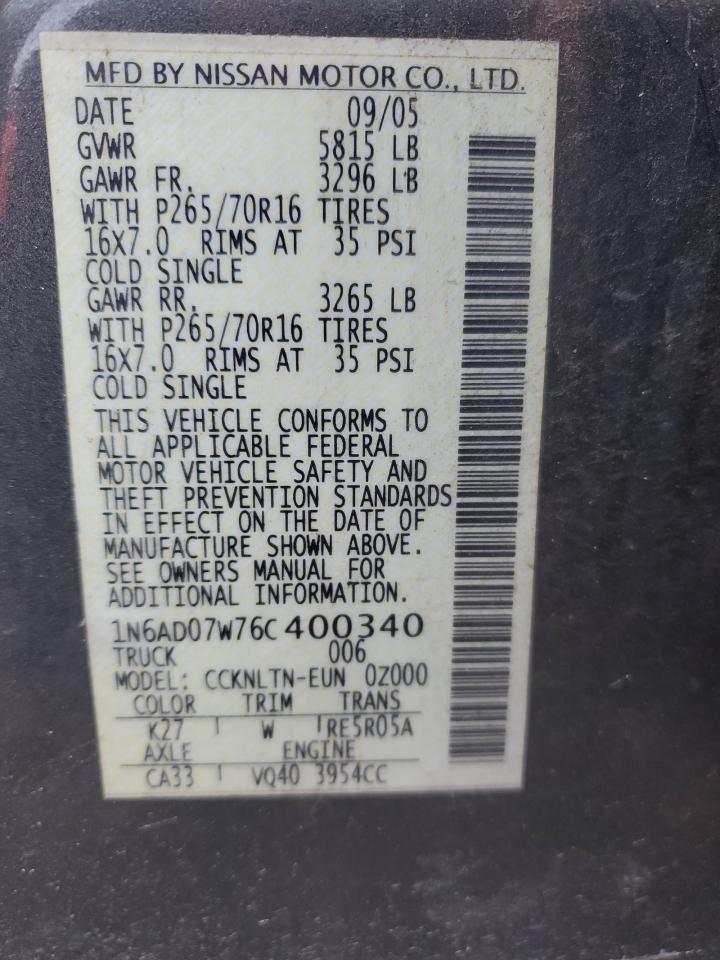 MFD BY NISSAN MOTOR CO., LTD.
DATE 09/05
GVWR 5815 LB
GAWR FR. 3296 LB
WITH P265/70R16 TIRES
16X7.0 RIMS AT 35 PSI
COLD SINGLE
GAWR RR. 3265 LB
WITH P265/70R16 TIRES
16X7.0 RIMS AT 35 PSI
COLD SINGLE
THIS VEHICLE CONFORMS TO
ALL APPLICABLE FEDERAL
MOTOR VEHICLE SAFETY AND
THEFT PREVENTION STANDARDS
IN EFFECT ON THE DATE OF
MANUFACTURE SHOWN ABOVE.
SEE OWNERS MANUAL FOR
ADDITIONAL INFORMATION.
1N6AD07W76C400340
TRUCK 006
MODEL: CCKNLTN-EUN 0Z000
COLOR TRIM TRANS
K27 W RE5R05A
AXLE ENGINE
CA33 VQ40 3954CC